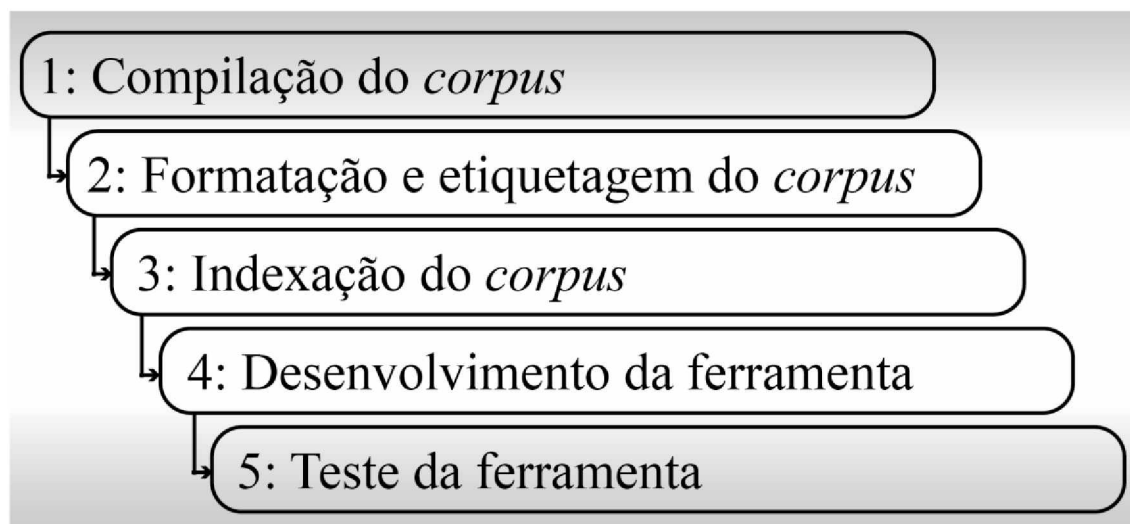 1: Compilação do corpus
2: Formatação e etiquetagem do corpus
3: Indexação do corpus
4: Desenvolvimento da ferramenta
5: Teste da ferramenta